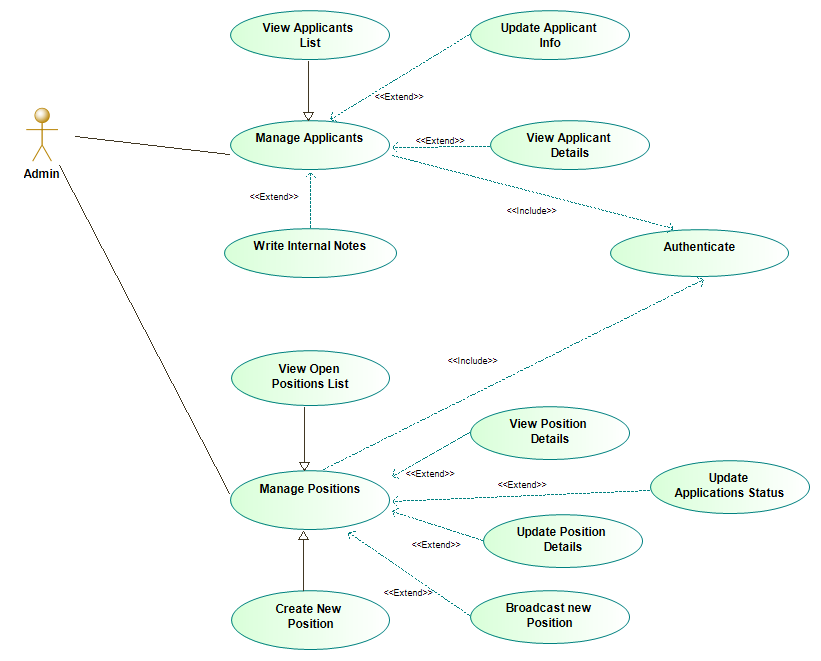 View Applicants
List
Update Applicant
Info
<<Extend>>
Manage Applicants
<<Extend>>
View Applicant
Details
Admin
<<Extend>>
<<Include>>
Write Internal Notes
Authenticate
<<Include>>
View Open
Positions List
View Position
Details
<<Extend>>
Manage Positions
<<Extend>>
Update
Applications Status
Update Position
Details
<<Extend>>
<<Extend>>
Create New
Position
Broadcast new
Position